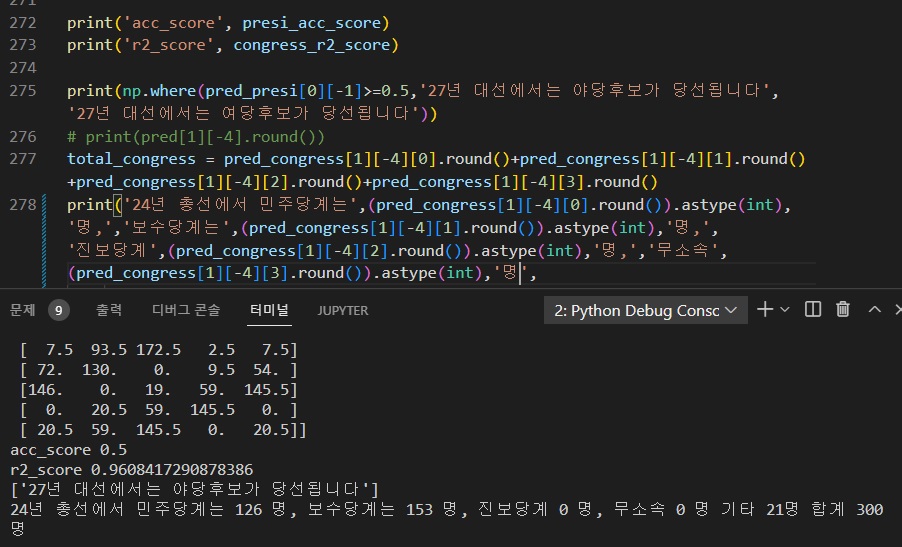 271
272 print('acc_score', presi_acc_score)
273 print('r2_score', congress_r2_score)
274
275 print(np.where(pred_presi[0][-1]>=0.5,'27년 대선에서는 야당후보가 당선됩니다',
'27년 대선에서는 여당후보가 당선됩니다'))
276 # print(pred[1][-4].round())
277 total_congress = pred_congress[1][-4][0].round()+pred_congress[1][-4][1].round()
+pred_congress[1][-4][2].round()+pred_congress[1][-4][3].round()
278 print('24년 총선에서 민주당계는',(pred_congress[1][-4][0].round()).astype(int),
'명,','보수당계는',(pred_congress[1][-4][1].round()).astype(int),'명,',
'진보당계',(pred_congress[1][-4][2].round()).astype(int),'명,','무소속',
(pred_congress[1][-4][3].round()).astype(int),'명',
문제 9 출력 디버그 콘솔 터미널 JUPYTER 2: Python Debug Consc
[ 7.5 93.5 172.5 2.5 7.5]
[ 72. 130. 0. 9.5 54. ]
[146. 0. 19. 59. 145.5]
[ 0. 20.5 59. 145.5 0. ]
[ 20.5 59. 145.5 0. 20.5]]
acc_score 0.5
r2_score 0.9608417290878386
['27년 대선에서는 야당후보가 당선됩니다']
24년 총선에서 민주당계는 126 명, 보수당계는 153 명, 진보당계 0 명, 무소속 0 명 기타 21명 합계 300
명